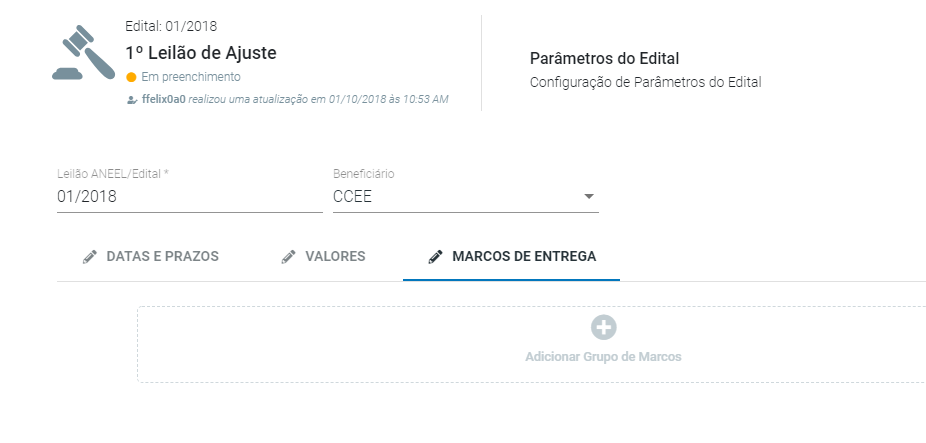 Edital: 01/2018
1º Leilão de Ajuste
Em preenchimento
ffelix0a0 realizou uma atualização em 01/10/2018 às 10:53 AM
Parâmetros do Edital
Configuração de Parâmetros do Edital
Leilão ANEEL/Edital *
01/2018
Beneficiário
CCEE
DATAS E PRAZOS
VALORES
MARCOS DE ENTREGA
Adicionar Grupo de Marcos